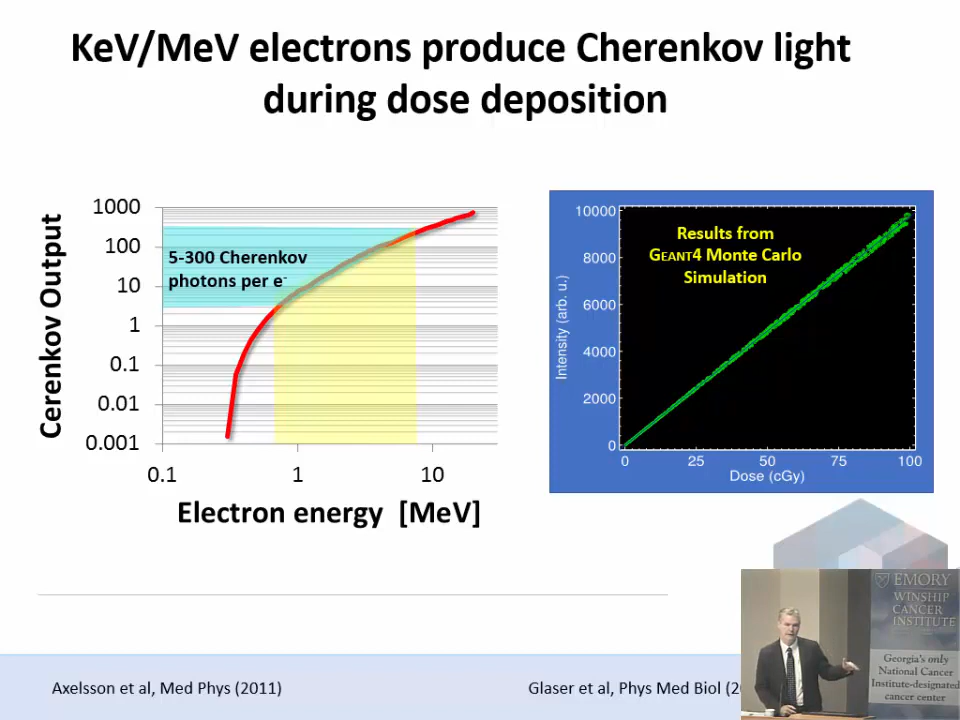 KeV/MeV electrons produce Cherenkov light
during dose deposition
Cerenkov Output
1000
100
10
1
0.1
0.01
0.001
5-300 Cherenkov
photons per e-
0.1
1
10
Electron energy [MeV]
Intensity (arb. u.)
10000
8000
6000
4000
2000
0
Results from
GEANT4 Monte Carlo
Simulation
0
25
50
75
100
Dose (cGy)
EMORY
WINSHIP
CANCER
INSTITUTE
Georgia's only
National Cancer
Institute-designated
cancer center
Axelsson et al, Med Phys (2011)
Glaser et al, Phys Med Biol